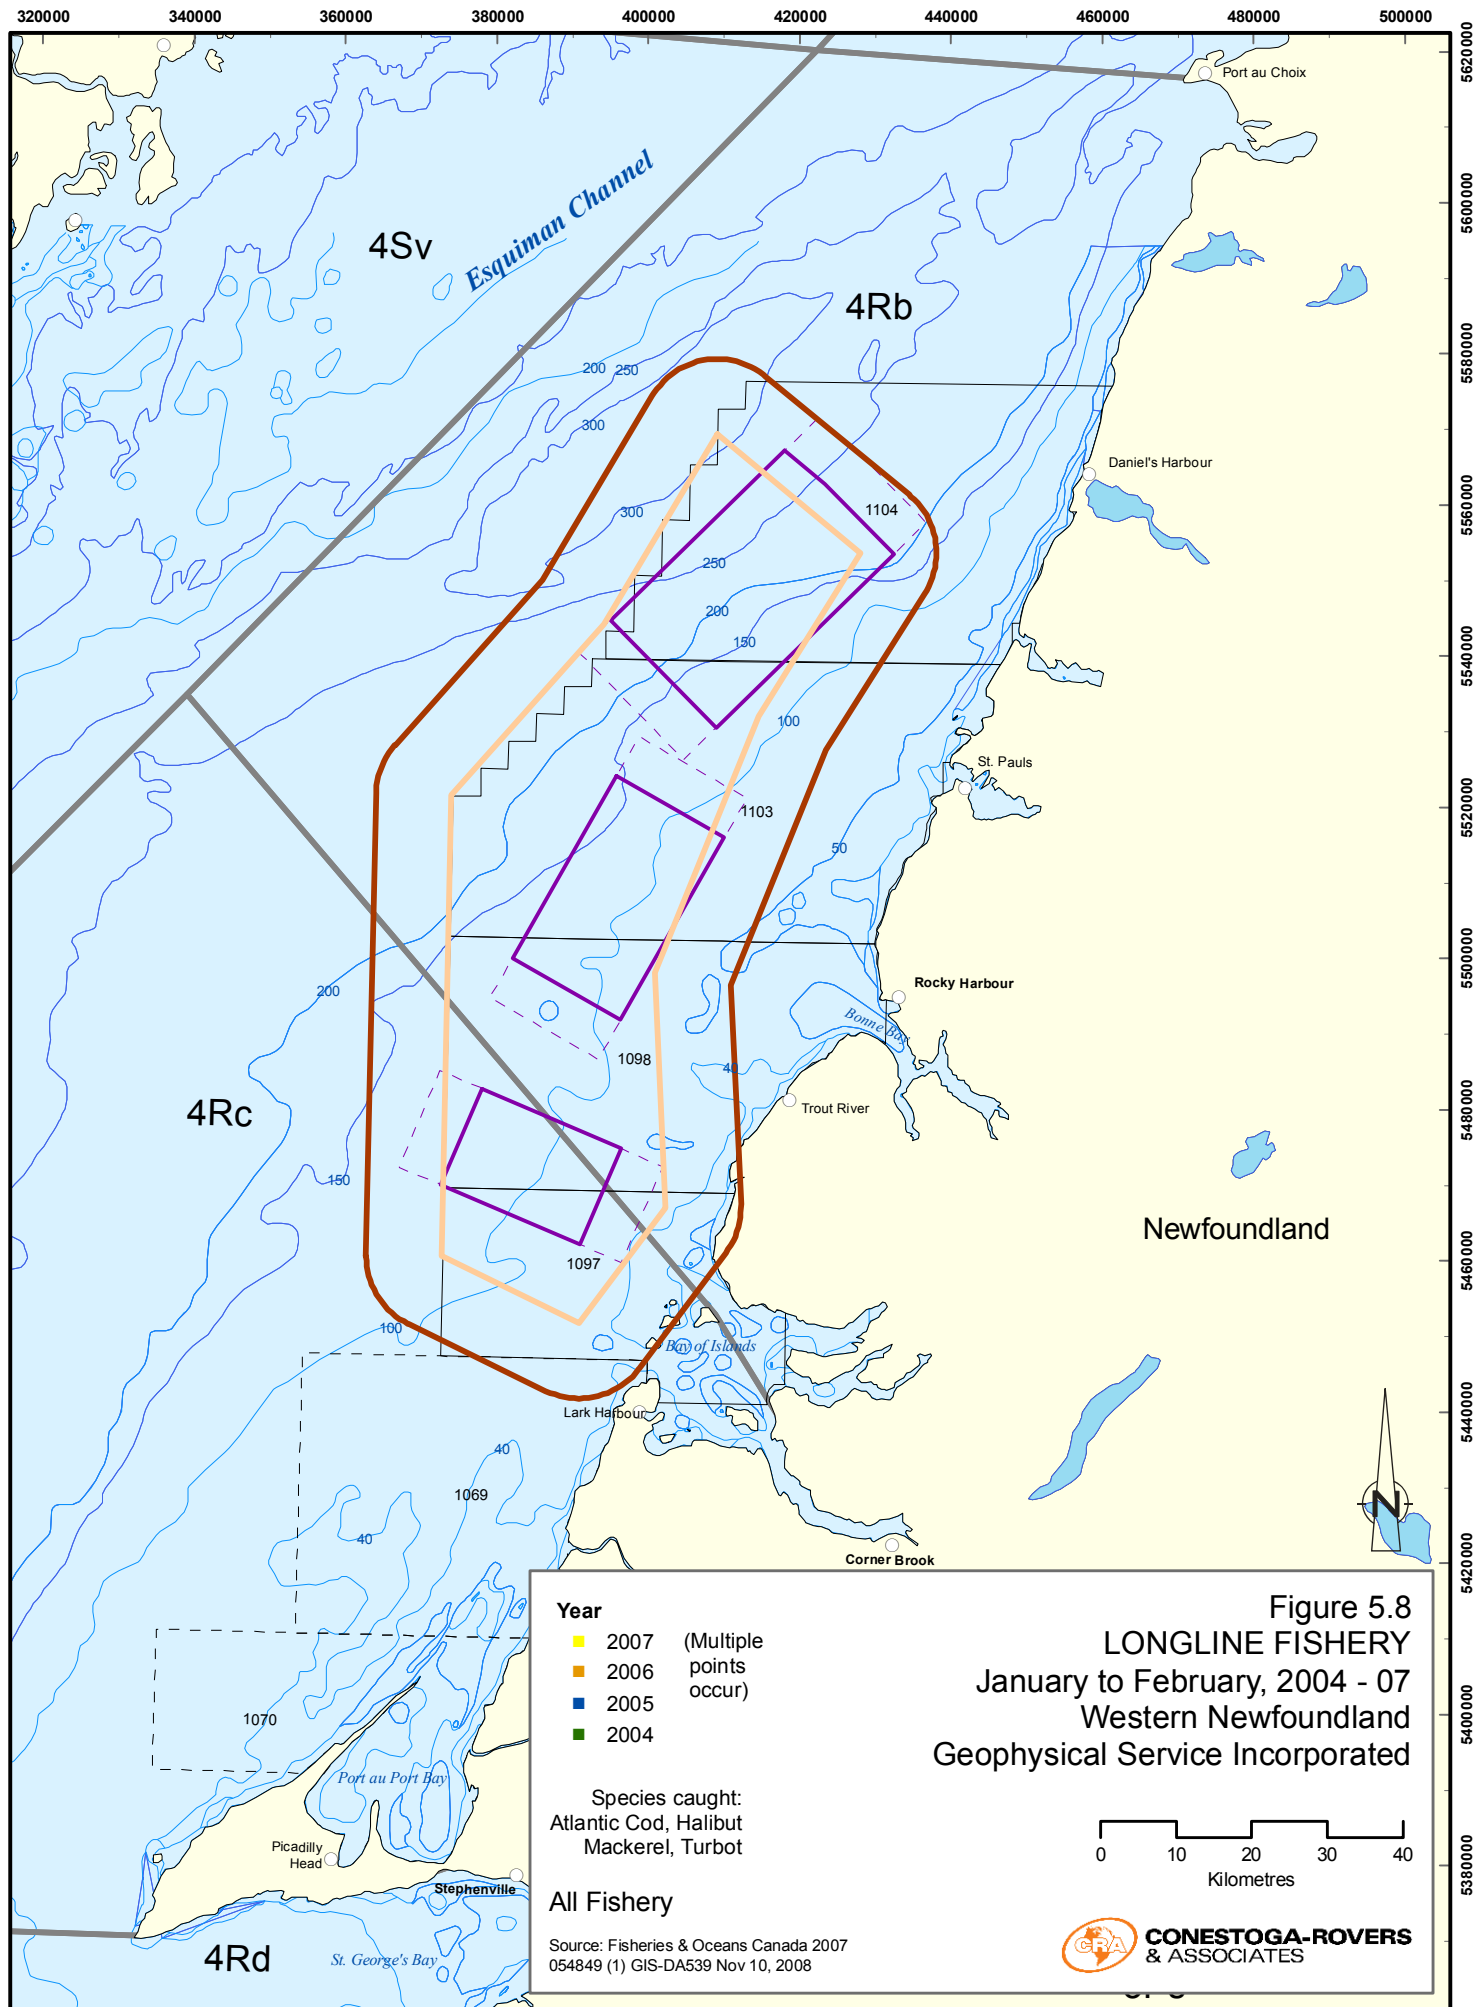 320000 340000 360000 380000 400000 420000 440000 460000 480000 500000
5620000
5600000
5580000
5560000
5540000
5520000
5500000
5480000
5460000
5440000
5420000
5400000
5380000
Port au Choix
4Sv
Esquiman Channel
4Rb
200 250
300
Daniel's Harbour
1104
300
250
200
150
100
St. Pauls
1103
50
200
Rocky Harbour
Bonne Bay
1098
40
4Rc
Trout River
150
Newfoundland
1097
100
Bay of Islands
Lark Harbour
40
1069
40
Corner Brook
1070
Port au Port Bay
Picadilly
Head
Stephenville
4Rd
St. George's Bay
N
Year
2007 (Multiple
2006 points
2005 occur)
2004
Species caught:
Atlantic Cod, Halibut
Mackerel, Turbot
All Fishery
Source: Fisheries & Oceans Canada 2007
054849 (1) GIS-DA539 Nov 10, 2008
Figure 5.8
LONGLINE FISHERY
January to February, 2004 - 07
Western Newfoundland
Geophysical Service Incorporated
0 10 20 30 40
Kilometres
CRA
CONESTOGA-ROVERS
& ASSOCIATES